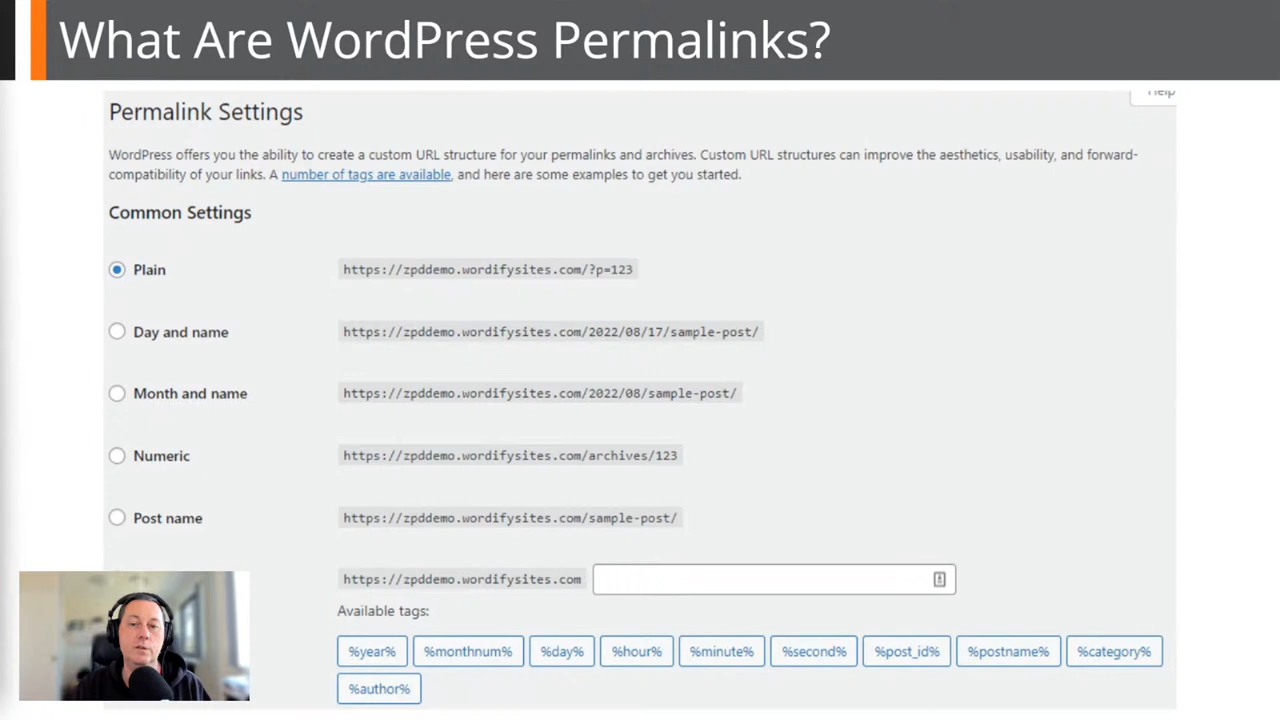 What Are WordPress Permalinks?
Help
Permalink Settings
WordPress offers you the ability to create a custom URL structure for your permalinks and archives. Custom URL structures can improve the aesthetics, usability, and forward-
compatibility of your links. A number of tags are available, and here are some examples to get you started.
Common Settings
Plain https://zpddemo.wordifysites.com/?p=123
Day and name https://zpddemo.wordifysites.com/2022/08/17/sample-post/
Month and name https://zpddemo.wordifysites.com/2022/08/sample-post/
Numeric https://zpddemo.wordifysites.com/archives/123
Post name https://zpddemo.wordifysites.com/sample-post/
https://zpddemo.wordifysites.com
Available tags:
%year% %monthnum% %day% %hour% %minute% %second% %post_id% %postname% %category%
%author%